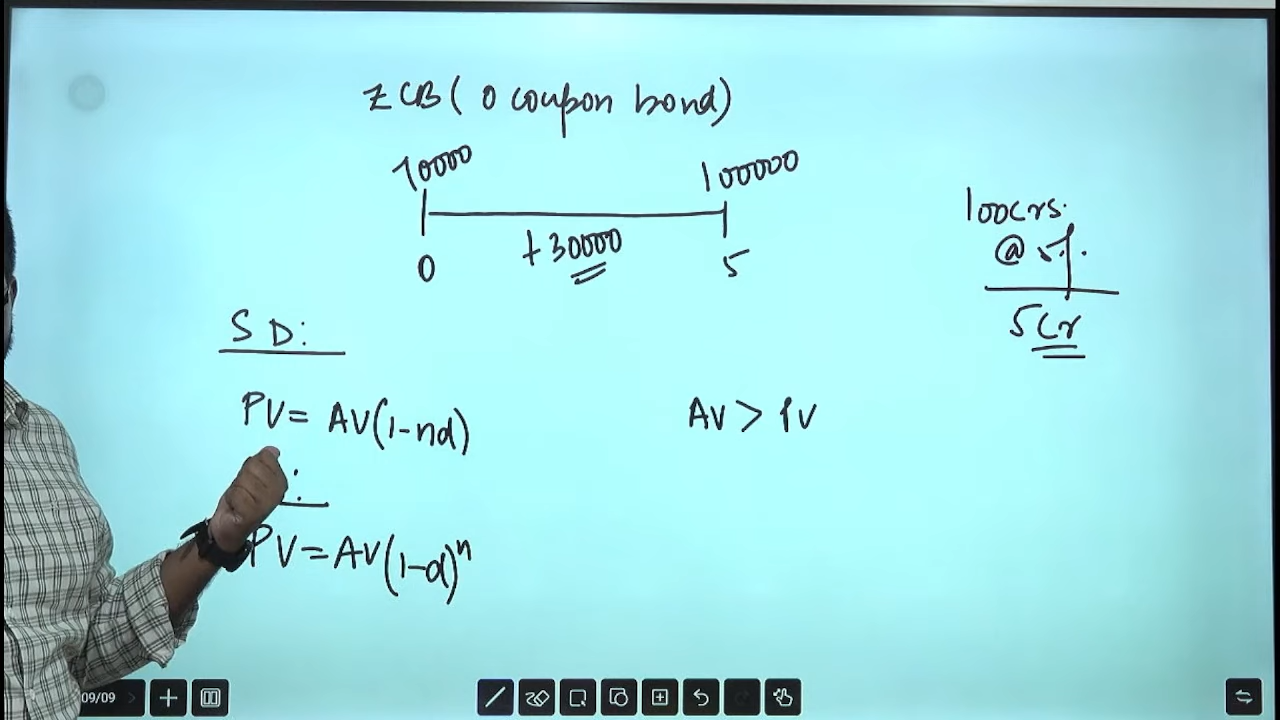 ZCB ( 0 coupon bond)
70000
100000
+30000
0
5
100crs.
@ 5%.
5Cr
SD:
PV = AV(1-nd)
AV > PV
:
PV = AV(1-d)ⁿ
09/09